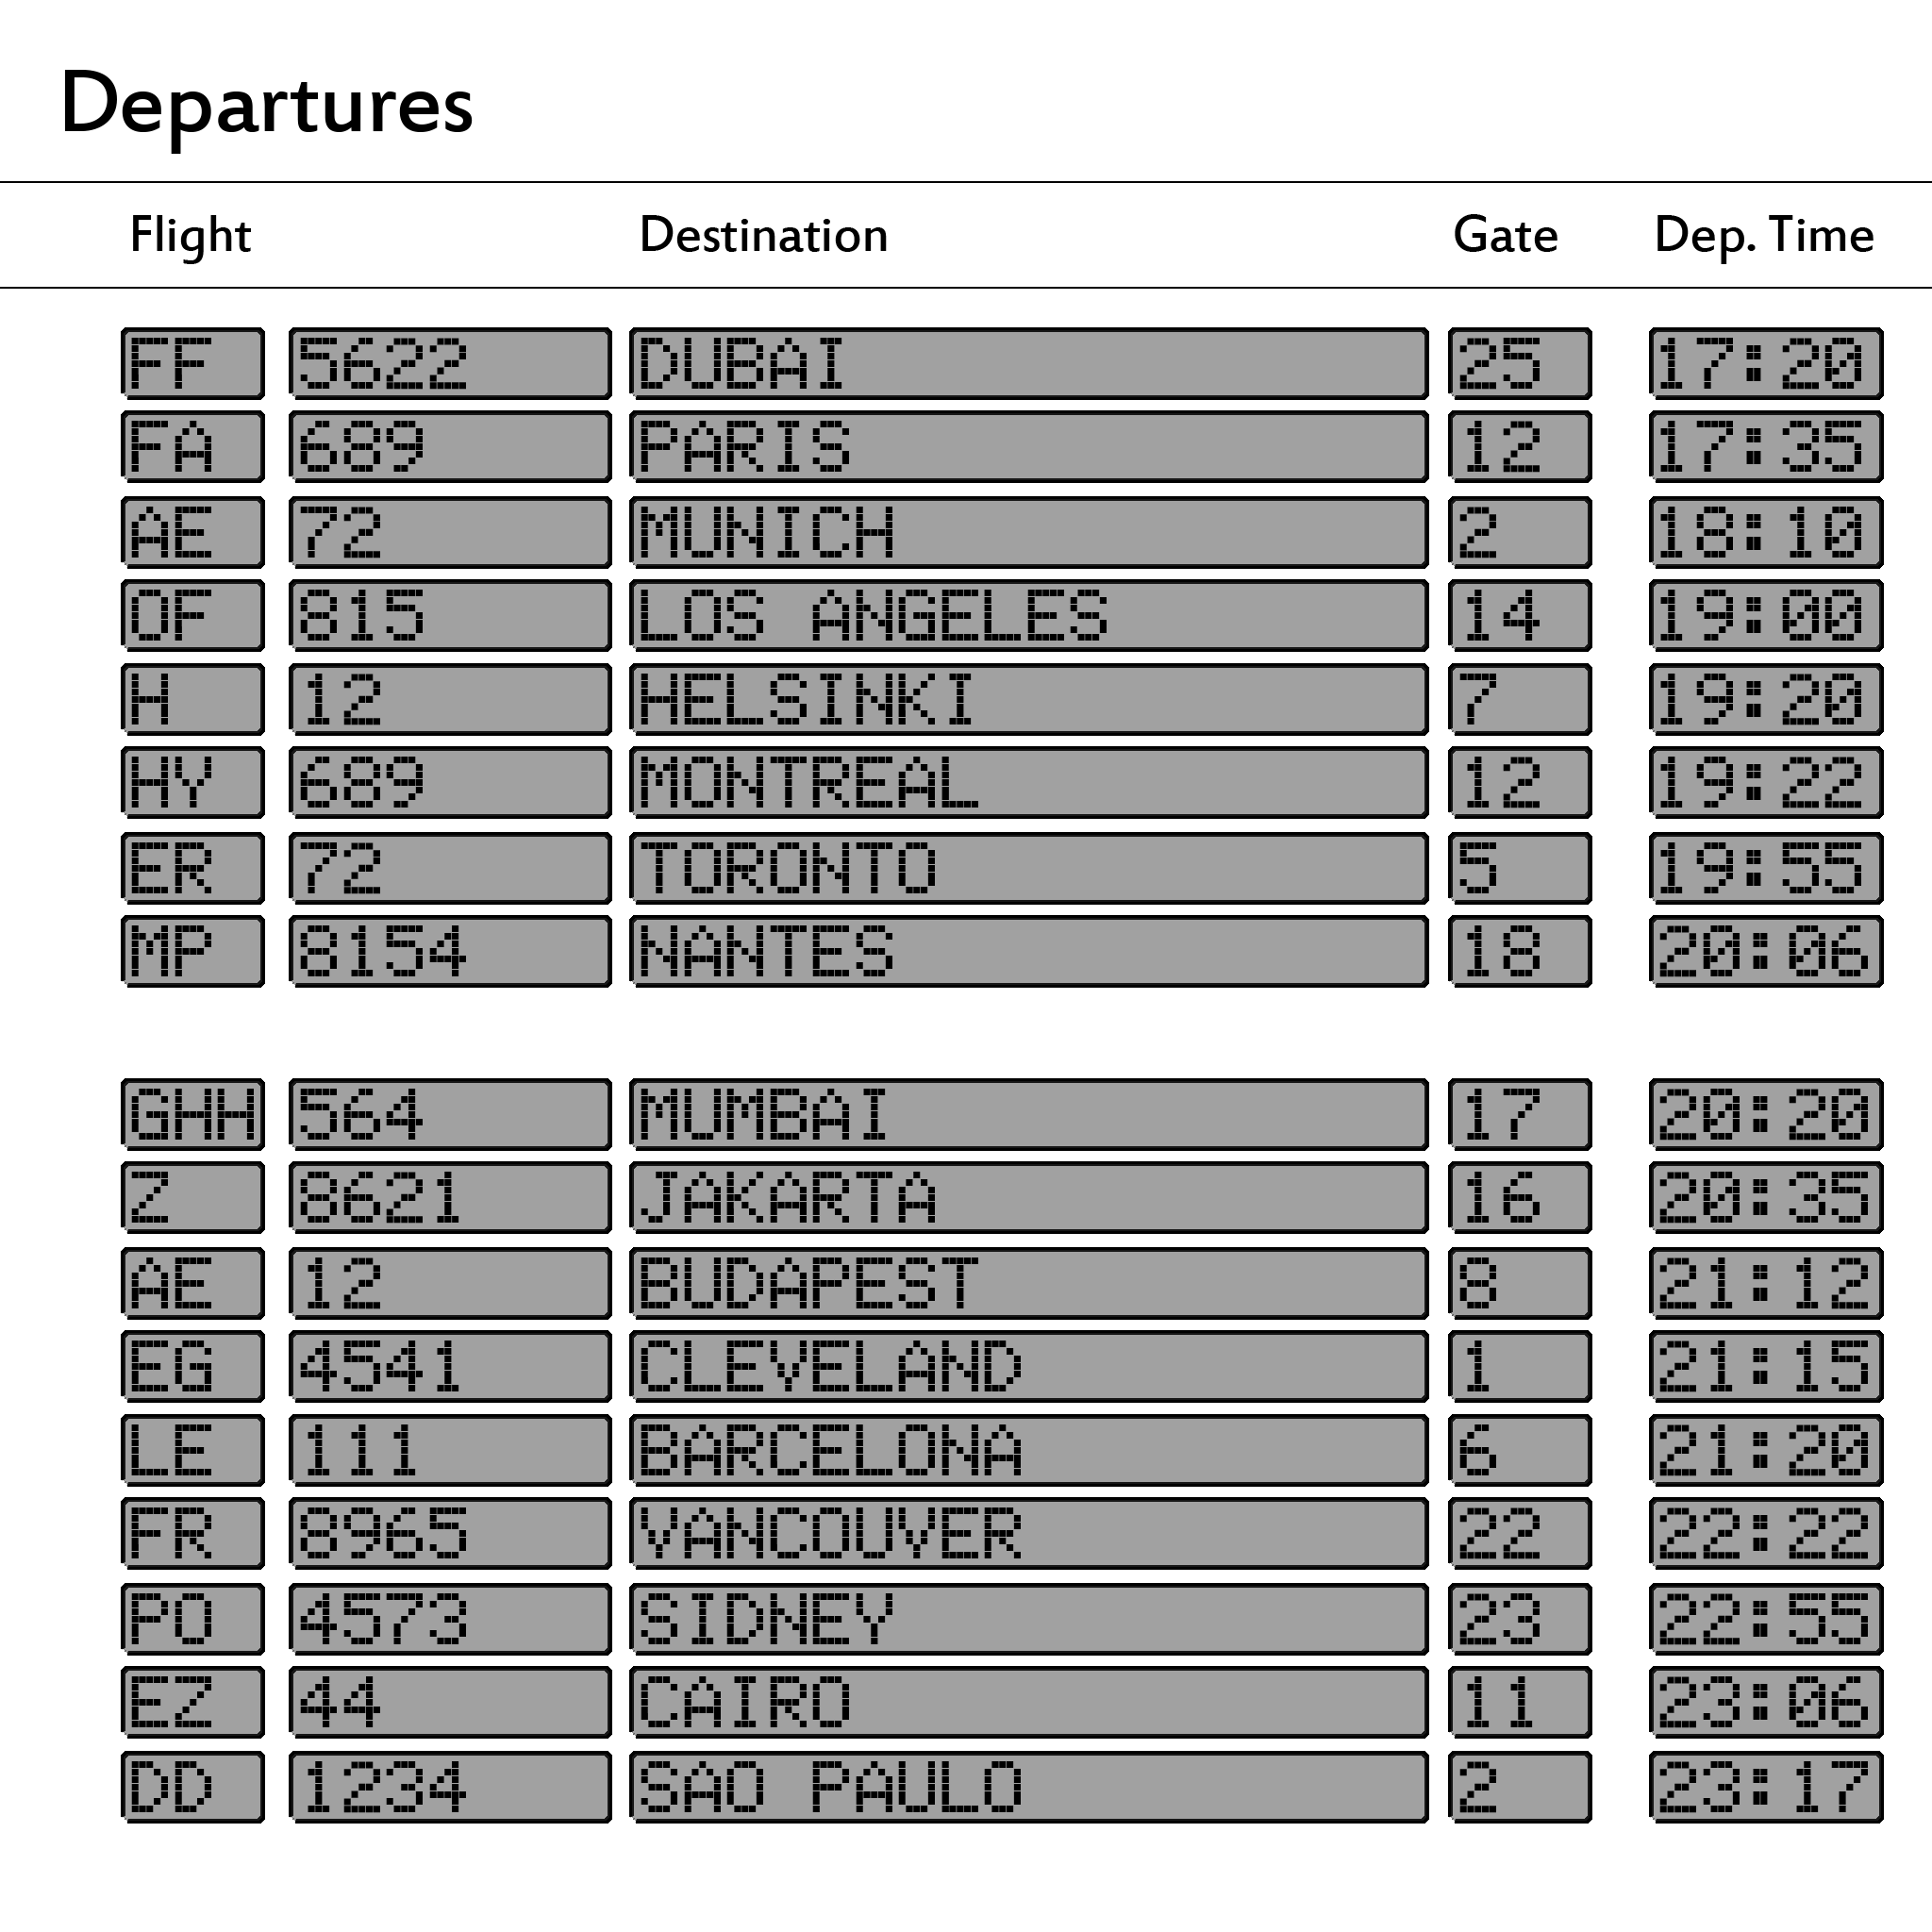 Departures
Flight Destination Gate Dep. Time
FF 5622 DUBAI 25 17:20
FA 689 PARIS 12 17:35
AE 72 MUNICH 2 18:10
OF 815 LOS ANGELES 14 19:00
H 12 HELSINKI 7 19:20
HY 689 MONTREAL 12 19:22
ER 72 TORONTO 5 19:55
MP 8154 NANTES 18 20:06
GHH 564 MUMBAI 17 20:20
Z 8621 JAKARTA 16 20:35
AE 12 BUDAPEST 8 21:12
EG 4541 CLEVELAND 1 21:15
LE 111 BARCELONA 6 21:20
FR 8965 VANCOUVER 22 22:22
PO 4573 SIDNEY 23 22:55
EZ 44 CAIRO 11 23:06
DD 1234 SAO PAULO 2 23:17